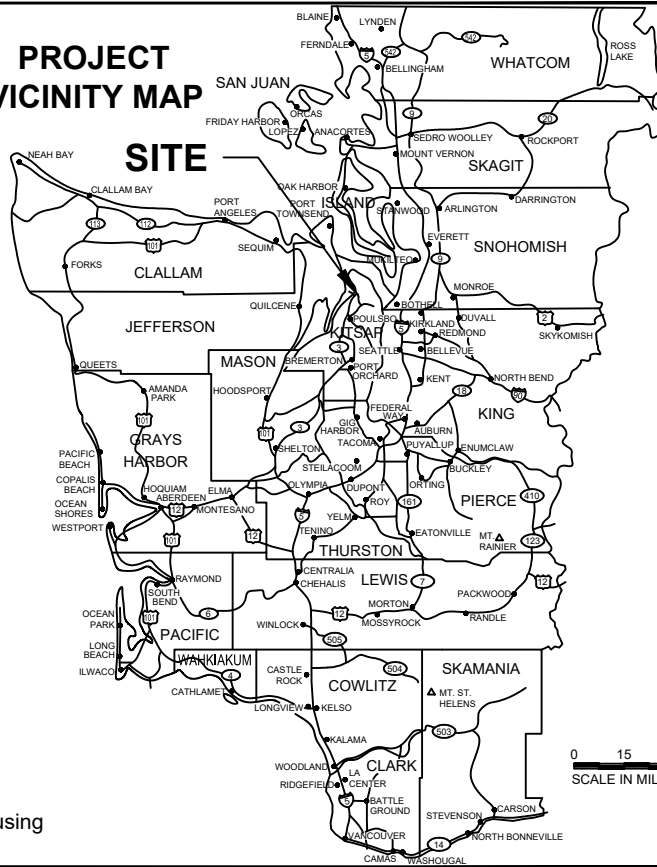 PROJECT
VICINITY MAP
SITE
BLAINE
LYNDEN
FERNDALE
5
542
542
BELLINGHAM
WHATCOM
ROSS
LAKE
SAN JUAN
ORCAS
FRIDAY HARBOR
LOPEZ
ANACORTES
9
20
SEDRO WOOLLEY
ROCKPORT
MOUNT VERNON
SKAGIT
NEAH BAY
CLALLAM BAY
OAK HARBOR
PORT
TOWNSEND
ISLAND
STANWOOD
ARLINGTON
DARRINGTON
113
112
PORT
ANGELES
101
SEQUIM
EVERETT
SNOHOMISH
MUKILTEO
9
FORKS
CLALLAM
MONROE
QUILCENE
BOTHELL
2
JEFFERSON
POULSBO
KITSAP
5
KIRKLAND
DUVALL
REDMOND
SKYKOMISH
3
MASON
BREMERTON
SEATTLE
BELLEVUE
QUEETS
PORT
ORCHARD
KENT
NORTH BEND
90
AMANDA
PARK
HOODSPORT
18
KING
101
FEDERAL
WAY
GIG
HARBOR
AUBURN
GRAYS
HARBOR
101
3
SHELTON
TACOMA
PUYALLUP
ENUMCLAW
PACIFIC
BEACH
STEILACOOM
BUCKLEY
COPALIS
BEACH
HOQUIAM
ABERDEEN
ELMA
OLYMPIA
DUPONT
ORTING
PIERCE
410
OCEAN
SHORES
12
MONTESANO
5
ROY
161
WESTPORT
YELM
12
TENINO
EATONVILLE
MT.
RAINIER
123
101
THURSTON
CENTRALIA
CHEHALIS
LEWIS
7
12
RAYMOND
SOUTH
BEND
PACKWOOD
OCEAN
PARK
101
6
12
MORTON
MOSSYROCK
RANDLE
PACIFIC
WINLOCK
505
LONG
BEACH
WAHKIAKUM
ILWACO
4
CATHLAMET
CASTLE
ROCK
504
COWLITZ
SKAMANIA
MT. ST.
HELENS
LONGVIEW
KELSO
503
KALAMA
0 15
SCALE IN MIL
WOODLAND
CLARK
RIDGEFIELD
LA
CENTER
5
BATTLE
GROUND
STEVENSON
CARSON
using
VANCOUVER
14
NORTH BONNEVILLE
CAMAS
WASHOUGAL